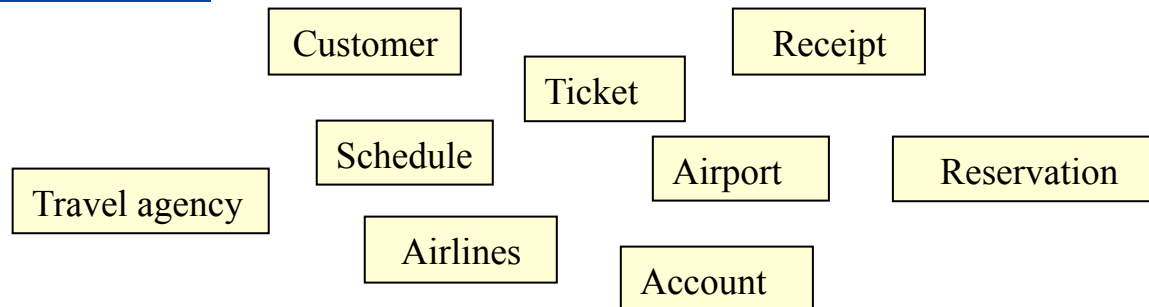 Customer
Receipt
Ticket
Schedule
Airport
Reservation
Travel agency
Airlines
Account